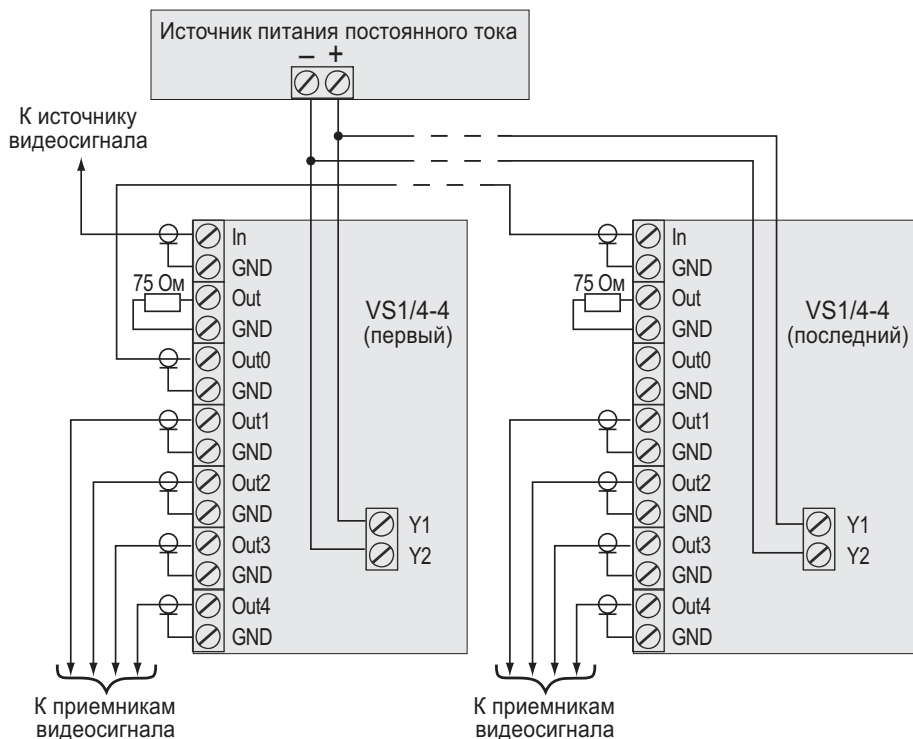 Источник питания постоянного тока
– +
К источнику
видеосигнала
In
GND
75 Ом
Out
GND
Out0
GND
Out1
GND
Out2
GND
Out3
GND
Out4
GND
VS1/4-4
(первый)
Y1
Y2
К приемникам
видеосигнала
In
GND
75 Ом
Out
GND
Out0
GND
Out1
GND
Out2
GND
Out3
GND
Out4
GND
VS1/4-4
(последний)
Y1
Y2
К приемникам
видеосигнала